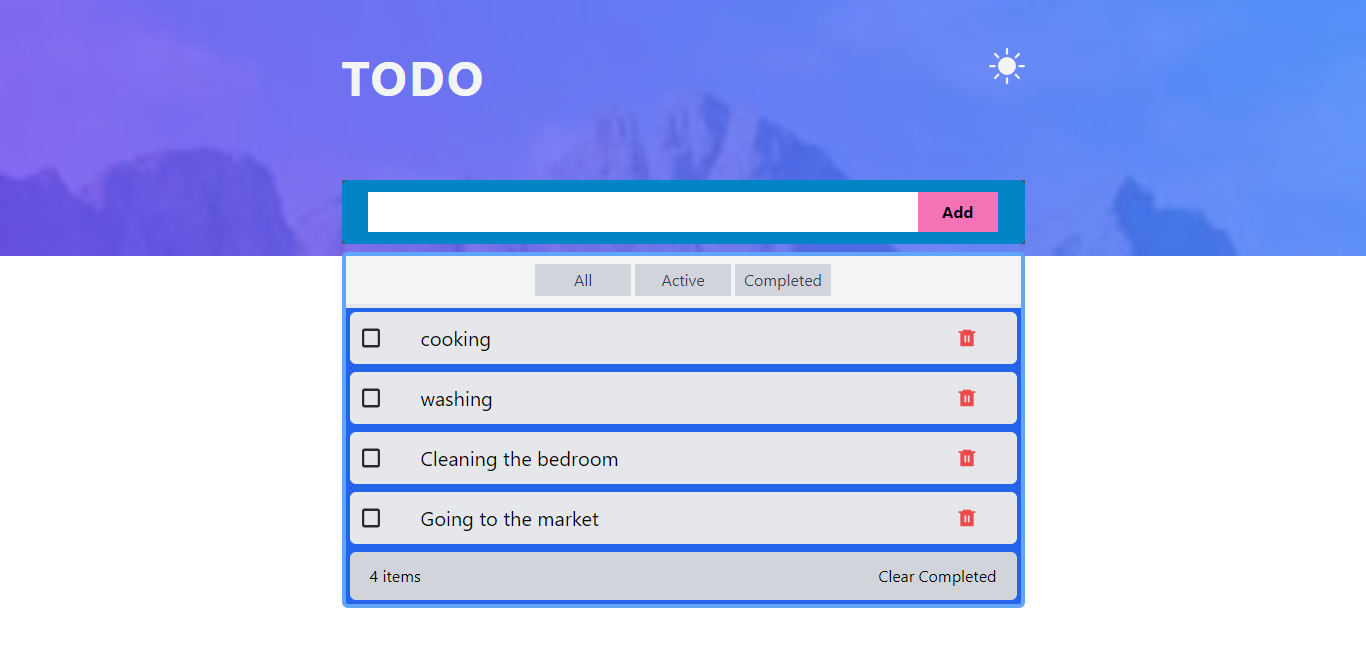 TODO
Add
All Active Completed
cooking
washing
Cleaning the bedroom
Going to the market
4 items Clear Completed